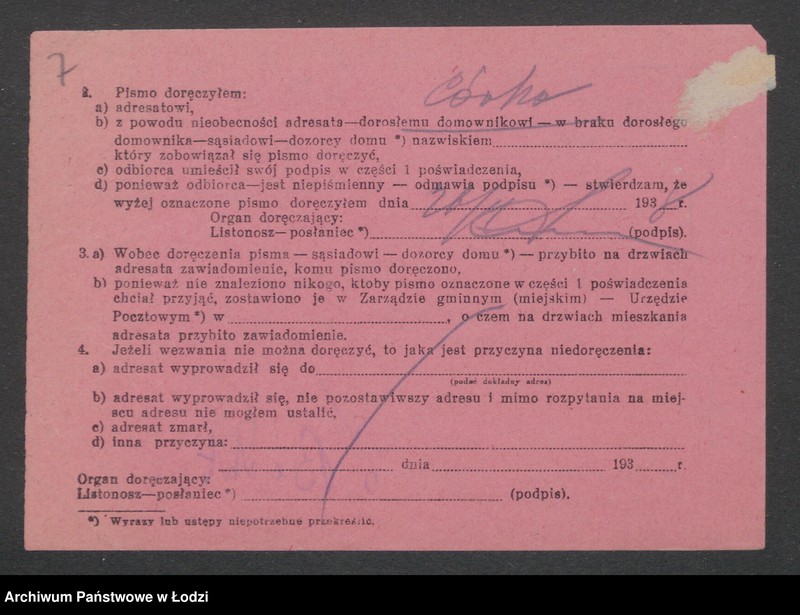 7
2. Pismo doręczyłem:
córka
a) adresatowi,
b) z powodu nieobecności adresata—dorosłemu domownikowi—w braku dorosłego
domownika—sąsiadowi—dozorcy domu *) nazwiskiem
który zobowiązał się pismo doręczyć,
c) odbiorca umieścił swój podpis w części 1 poświadczenia,
d) ponieważ odbiorca—jest niepiśmienny — odmawia podpisu *) — stwierdzam, że
wyżej oznaczone pismo doręczyłem dnia 193 8 r.
Organ doręczający:
Listonosz—posłaniec *) (podpis).
3. a) Wobec doręczenia pisma — sąsiadowi — dozorcy domu *) — przybito na drzwiach
adresata zawiadomienie, komu pismo doręczono,
b) ponieważ nie znaleziono nikogo, ktoby pismo oznaczone w części 1 poświadczenia
chciał przyjąć, zostawiono je w Zarządzie gminnym (miejskim) — Urzędzie
Pocztowym *) w , o czem na drzwiach mieszkania
adresata przybito zawiadomienie.
4. Jeżeli wezwania nie można doręczyć, to jaka jest przyczyna niedoręczenia:
a) adresat wyprowadził się do
(podać dokładny adres)
b) adresat wyprowadził się, nie pozostawiwszy adresu i mimo rozpytania na miej-
scu adresu nie mogłem ustalić,
c) adresat zmarł,
d) inna przyczyna:
dnia 193 r.
Organ doręczający:
Listonosz—posłaniec *) (podpis).
*) Wyrazy lub ustępy niepotrzebne przekreślić.
Archiwum Państwowe w Łodzi